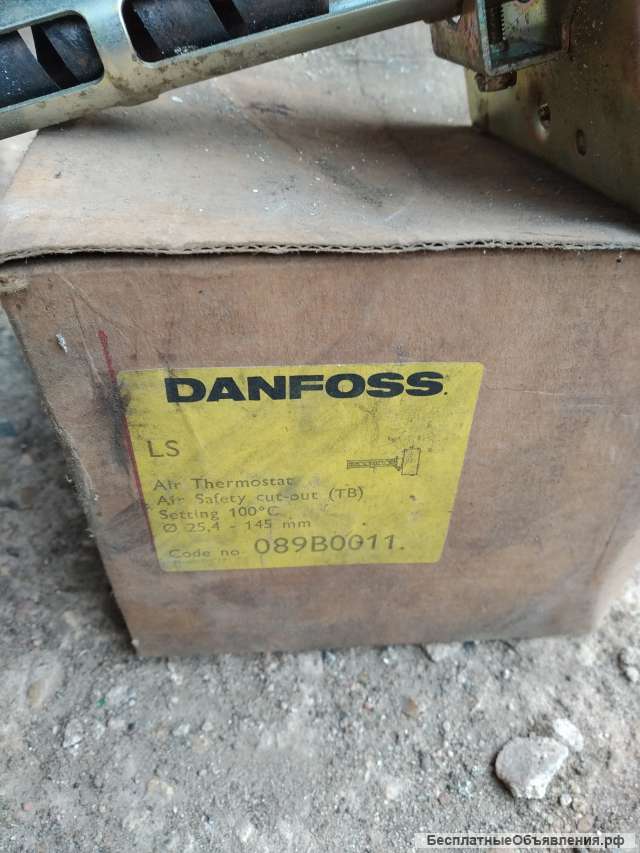 DANFOSS
LS
Air Thermostat
Air Safety cut-out (TB)
Setting 100°C
Ø 25,4 - 145 mm
Code no 089B0011.
БесплатныеОбъявления.рф